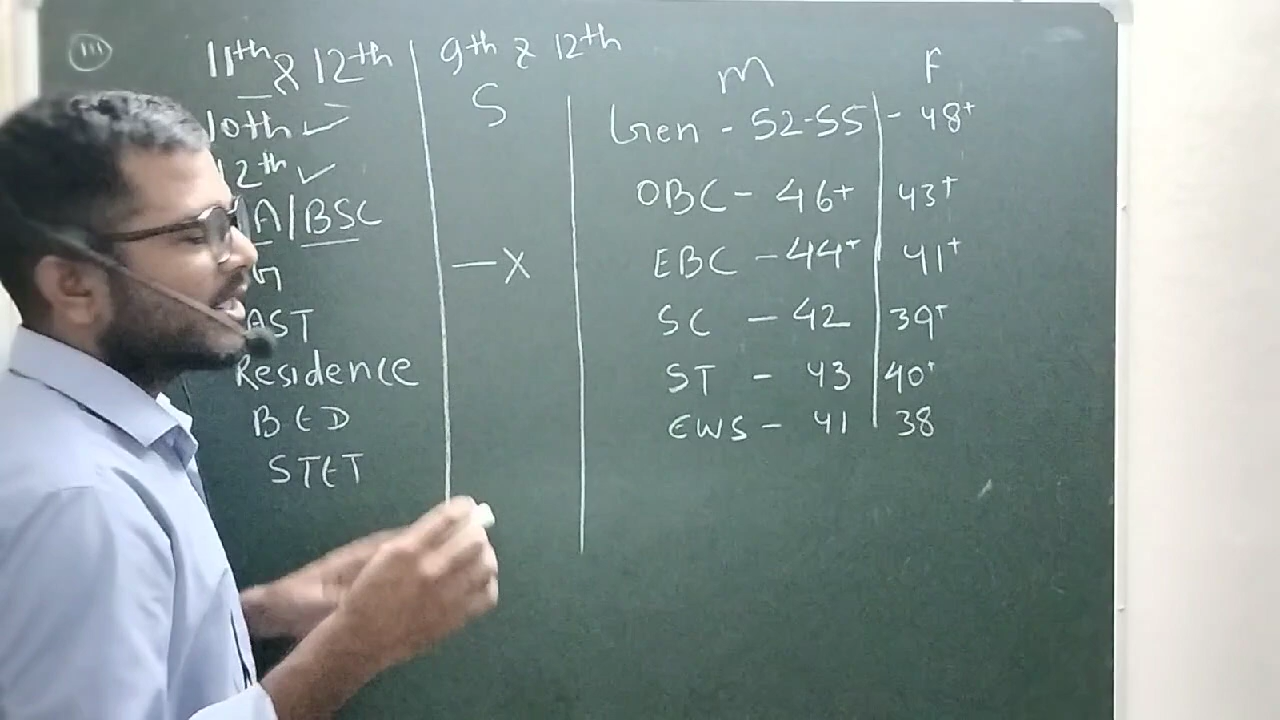 (III)
11th & 12th
10th ✓
12th ✓
A/BSC
AST
Residence
BED
STET
9th & 12th
S
— X
M F
Gen - 52-55 - 48+
OBC - 46+ 43+
EBC - 44+ 41+
SC - 42 39+
ST - 43 40+
EWS - 41 38